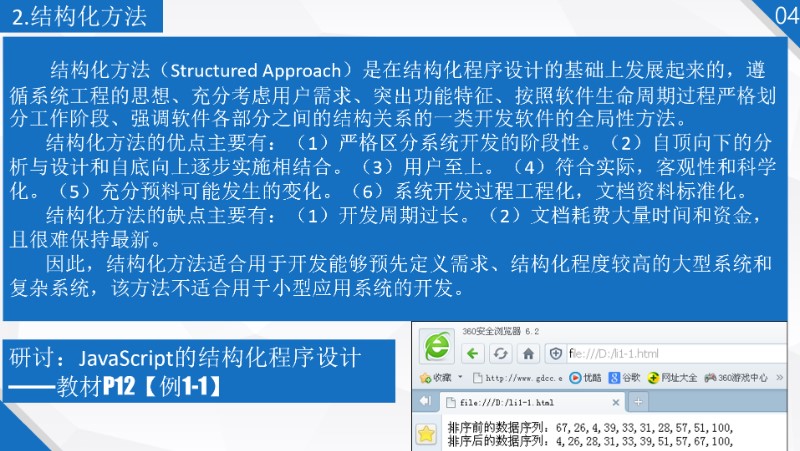 2.结构化方法
04
结构化方法（Structured Approach）是在结构化程序设计的基础上发展起来的，遵
循系统工程的思想、充分考虑用户需求、突出功能特征、按照软件生命周期过程严格划
分工作阶段、强调软件各部分之间的结构关系的一类开发软件的全局性方法。
结构化方法的优点主要有：（1）严格区分系统开发的阶段性。（2）自顶向下的分
析与设计和自底向上逐步实施相结合。（3）用户至上。（4）符合实际，客观性和科学
化。（5）充分预料可能发生的变化。（6）系统开发过程工程化，文档资料标准化。
结构化方法的缺点主要有：（1）开发周期过长。（2）文档耗费大量时间和资金，
且很难保持最新。
因此，结构化方法适合用于开发能够预先定义需求、结构化程度较高的大型系统和
复杂系统，该方法不适合用于小型应用系统的开发。
研讨：JavaScript的结构化程序设计
——教材P12【例1-1】
360安全浏览器 6.2
file:///D:/li1-1.html
收藏 http://www.gdcc.e 优酷 谷歌 网址大全 360游戏中心 »
file:///D:/li1-1.html
排序前的数据序列：67,26,4,39,33,31,28,57,51,100,
排序后的数据序列：4,26,28,31,33,39,51,57,67,100,